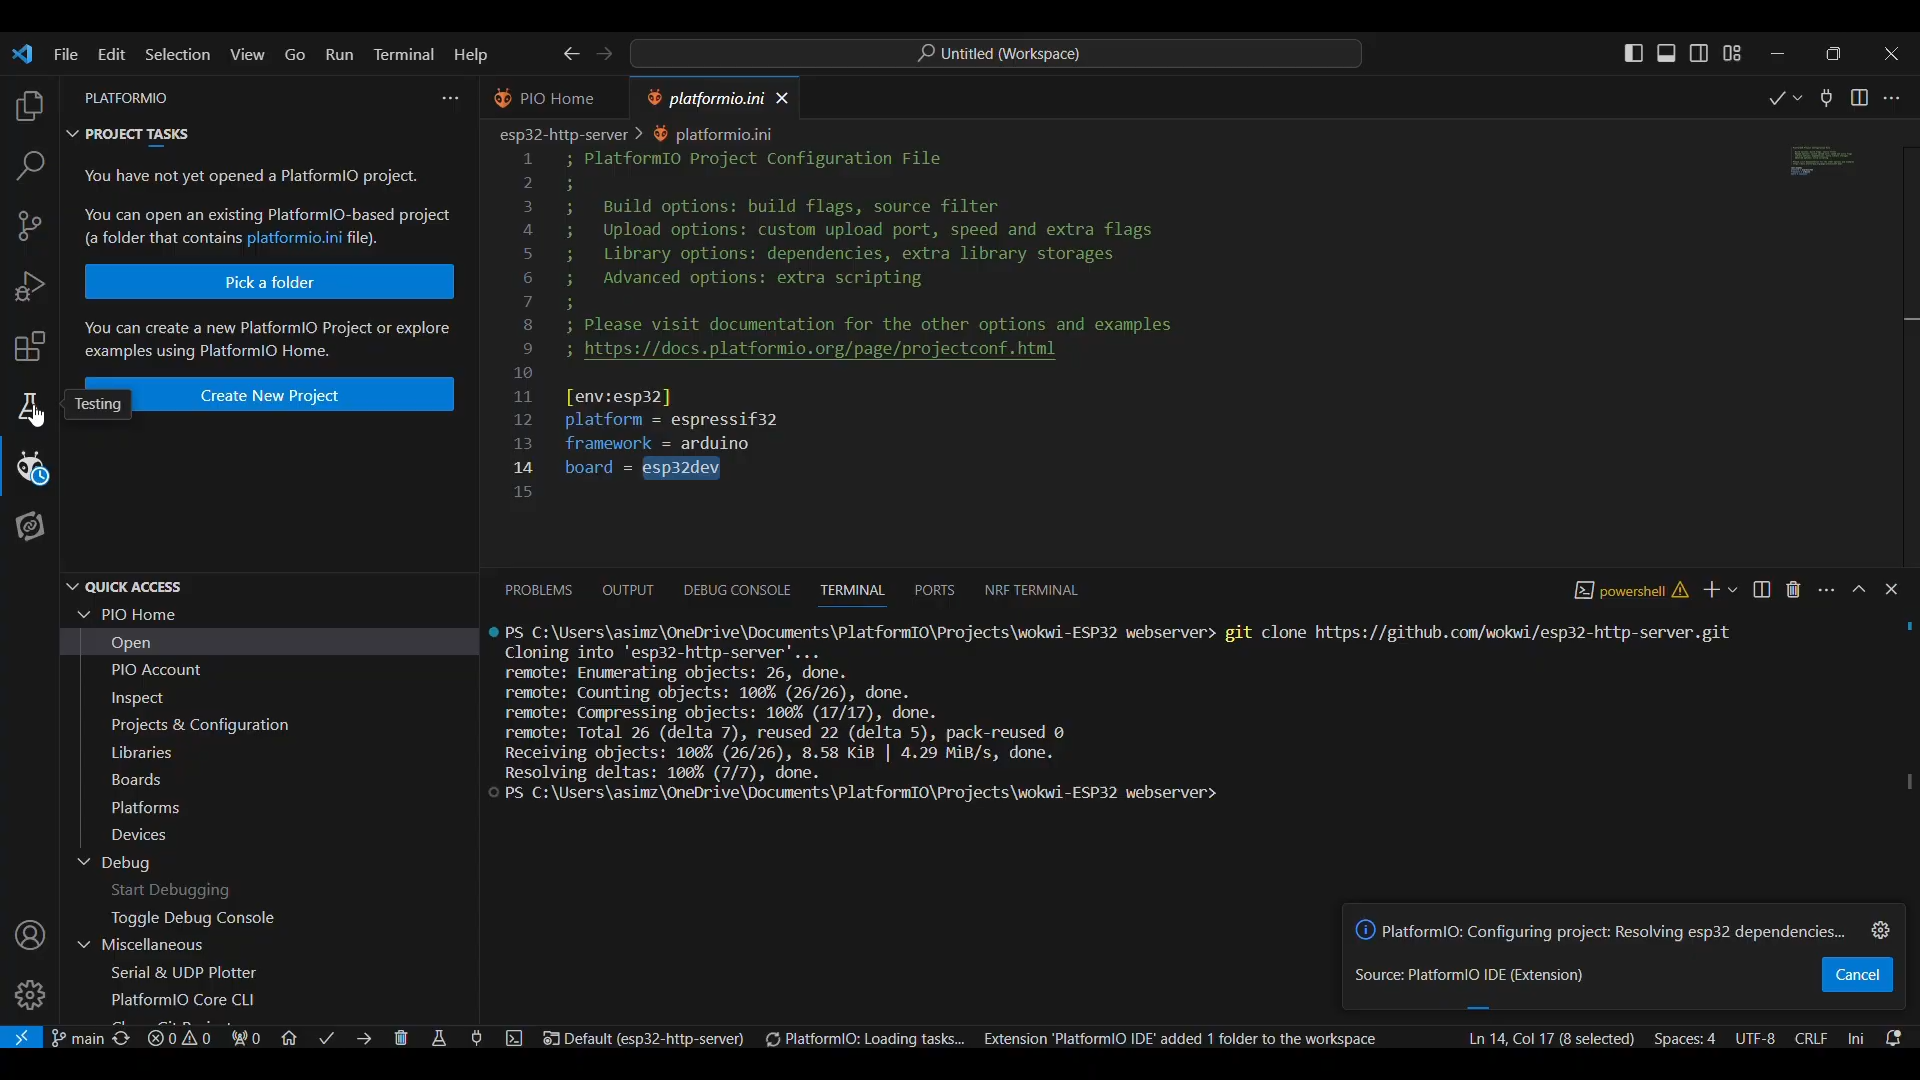 File Edit Selection View Go Run Terminal Help
Untitled (Workspace)
PLATFORMIO
PROJECT TASKS
You have not yet opened a PlatformIO project.
You can open an existing PlatformIO-based project
(a folder that contains platformio.ini file).
Pick a folder
You can create a new PlatformIO Project or explore
examples using PlatformIO Home.
Create New Project
Testing
QUICK ACCESS
PIO Home
Open
PIO Account
Inspect
Projects & Configuration
Libraries
Boards
Platforms
Devices
Debug
Start Debugging
Toggle Debug Console
Miscellaneous
Serial & UDP Plotter
PlatformIO Core CLI
PIO Home platformio.ini
esp32-http-server > platformio.ini
1 ; PlatformIO Project Configuration File
2 ;
3 ; Build options: build flags, source filter
4 ; Upload options: custom upload port, speed and extra flags
5 ; Library options: dependencies, extra library storages
6 ; Advanced options: extra scripting
7 ;
8 ; Please visit documentation for the other options and examples
9 ; https://docs.platformio.org/page/projectconf.html
10
11 [env:esp32]
12 platform = espressif32
13 framework = arduino
14 board = esp32dev
15
PROBLEMS OUTPUT DEBUG CONSOLE TERMINAL PORTS NRF TERMINAL
powershell
PS C:\Users\asimz\OneDrive\Documents\PlatformIO\Projects\wokwi-ESP32 webserver> git clone https://github.com/wokwi/esp32-http-server.git
Cloning into 'esp32-http-server'...
remote: Enumerating objects: 26, done.
remote: Counting objects: 100% (26/26), done.
remote: Compressing objects: 100% (17/17), done.
remote: Total 26 (delta 7), reused 22 (delta 5), pack-reused 0
Receiving objects: 100% (26/26), 8.58 KiB | 4.29 MiB/s, done.
Resolving deltas: 100% (7/7), done.
PS C:\Users\asimz\OneDrive\Documents\PlatformIO\Projects\wokwi-ESP32 webserver>
PlatformIO: Configuring project: Resolving esp32 dependencies...
Source: PlatformIO IDE (Extension)
Cancel
main 0 0 0 Default (esp32-http-server) PlatformIO: Loading tasks... Extension 'PlatformIO IDE' added 1 folder to the workspace Ln 14, Col 17 (8 selected) Spaces: 4 UTF-8 CRLF Ini